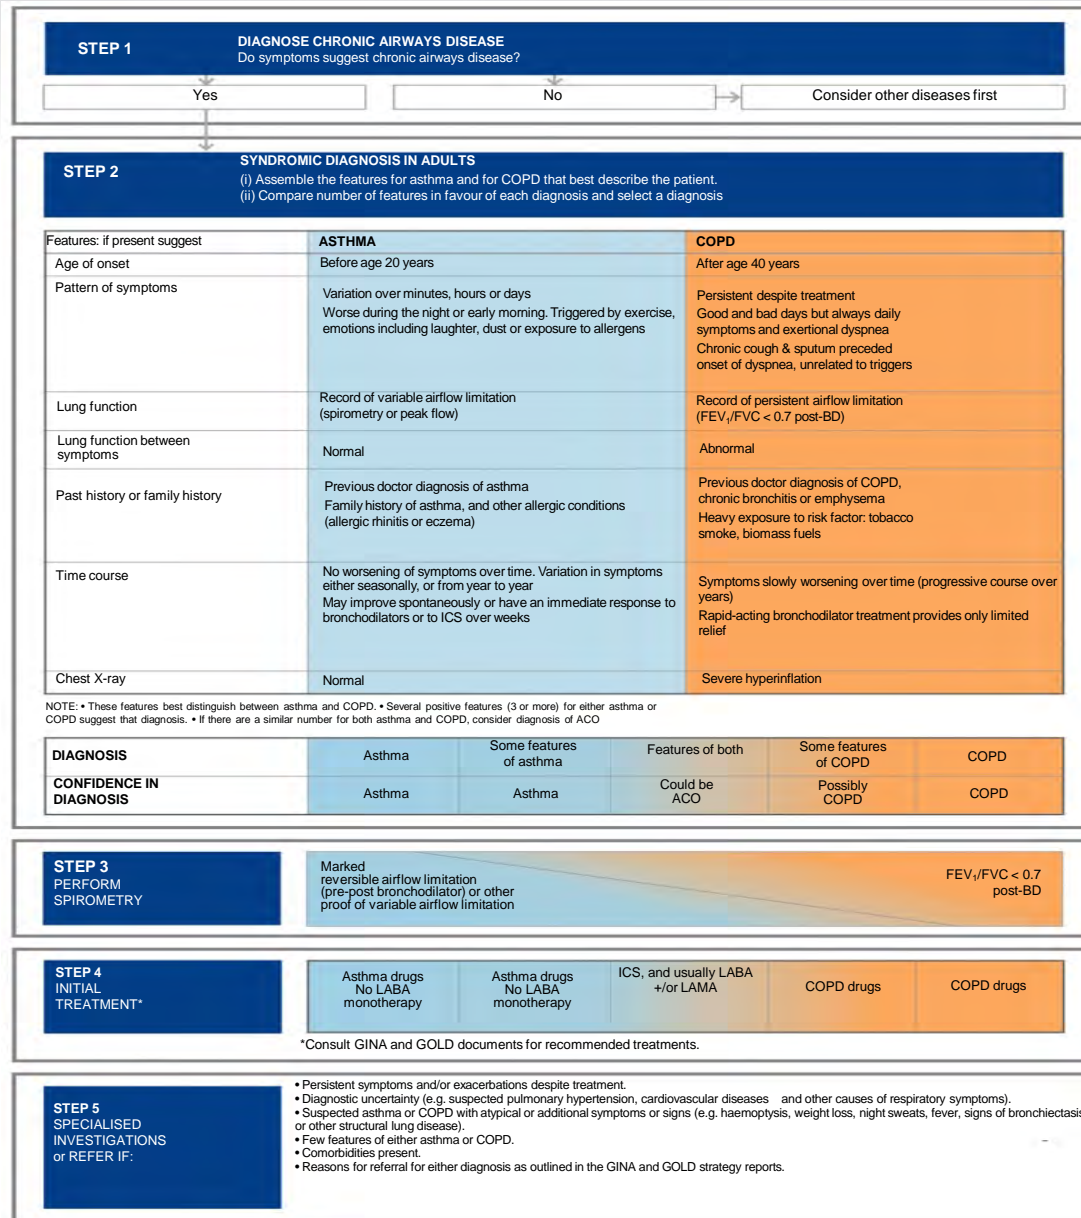 STEP 1
DIAGNOSE CHRONIC AIRWAYS DISEASE
Do symptoms suggest chronic airways disease?
Yes
No
Consider other diseases first
STEP 2
SYNDROMIC DIAGNOSIS IN ADULTS
(i) Assemble the features for asthma and for COPD that best describe the patient.
(ii) Compare number of features in favour of each diagnosis and select a diagnosis
Features: if present suggest
ASTHMA
COPD
Age of onset
Before age 20 years
After age 40 years
Pattern of symptoms
Variation over minutes, hours or days
Worse during the night or early morning. Triggered by exercise,
emotions including laughter, dust or exposure to allergens
Persistent despite treatment
Good and bad days but always daily
symptoms and exertional dyspnea
Chronic cough & sputum preceded
onset of dyspnea, unrelated to triggers
Lung function
Record of variable airflow limitation
(spirometry or peak flow)
Record of persistent airflow limitation
(FEV₁/FVC < 0.7 post-BD)
Lung function between
symptoms
Normal
Abnormal
Past history or family history
Previous doctor diagnosis of asthma
Family history of asthma, and other allergic conditions
(allergic rhinitis or eczema)
Previous doctor diagnosis of COPD,
chronic bronchitis or emphysema
Heavy exposure to risk factor: tobacco
smoke, biomass fuels
Time course
No worsening of symptoms over time. Variation in symptoms
either seasonally, or from year to year
May improve spontaneously or have an immediate response to
bronchodilators or to ICS over weeks
Symptoms slowly worsening over time (progressive course over
years)
Rapid-acting bronchodilator treatment provides only limited
relief
Chest X-ray
Normal
Severe hyperinflation
NOTE: • These features best distinguish between asthma and COPD. • Several positive features (3 or more) for either asthma or
COPD suggest that diagnosis. • If there are a similar number for both asthma and COPD, consider diagnosis of ACO
DIAGNOSIS
Asthma
Some features
of asthma
Features of both
Some features
of COPD
COPD
CONFIDENCE IN
DIAGNOSIS
Asthma
Asthma
Could be
ACO
Possibly
COPD
COPD
STEP 3
PERFORM
SPIROMETRY
Marked
reversible airflow limitation
(pre-post bronchodilator) or other
proof of variable airflow limitation
FEV₁/FVC < 0.7
post-BD
STEP 4
INITIAL
TREATMENT*
Asthma drugs
No LABA
monotherapy
Asthma drugs
No LABA
monotherapy
ICS, and usually LABA
+/or LAMA
COPD drugs
COPD drugs
*Consult GINA and GOLD documents for recommended treatments.
STEP 5
SPECIALISED
INVESTIGATIONS
or REFER IF:
• Persistent symptoms and/or exacerbations despite treatment.
• Diagnostic uncertainty (e.g. suspected pulmonary hypertension, cardiovascular diseases and other causes of respiratory symptoms).
• Suspected asthma or COPD with atypical or additional symptoms or signs (e.g. haemoptysis, weight loss, night sweats, fever, signs of bronchiectasis
or other structural lung disease).
• Few features of either asthma or COPD.
• Comorbidities present.
• Reasons for referral for either diagnosis as outlined in the GINA and GOLD strategy reports.